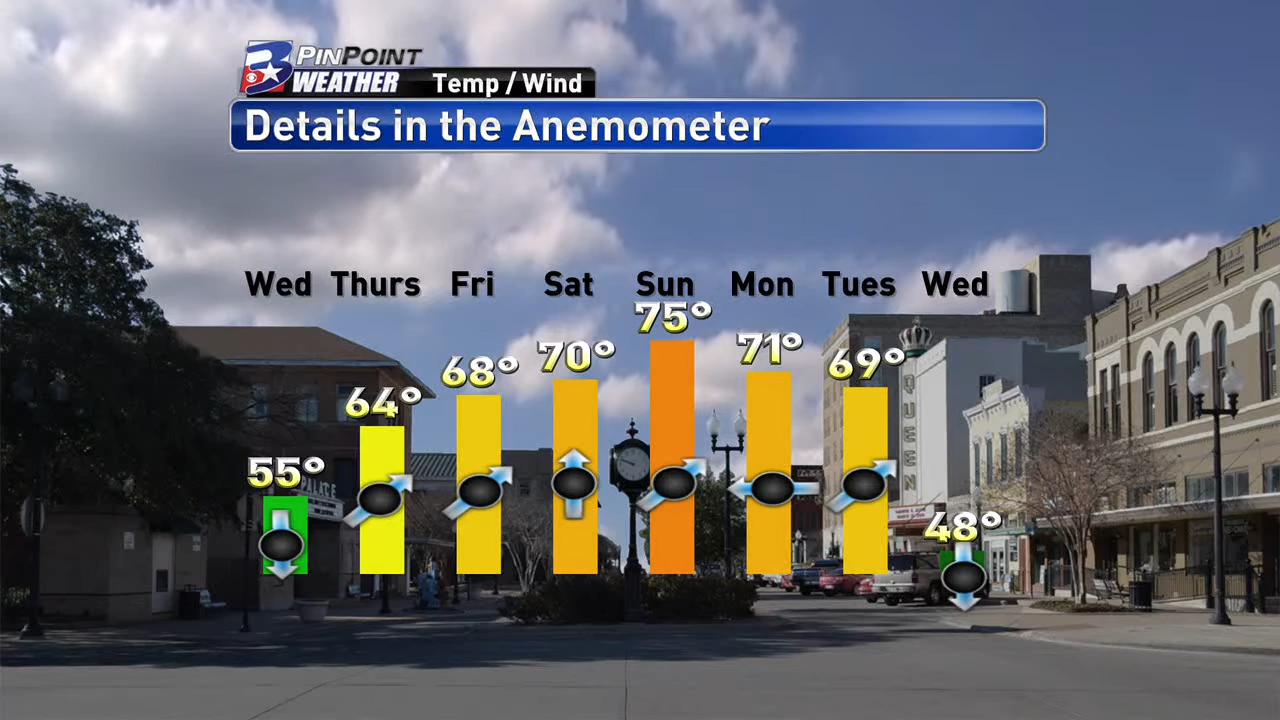 PINPOINT
WEATHER
Temp / Wind
Details in the Anemometer
Wed Thurs Fri Sat Sun Mon Tues Wed
55° 64° 68° 70° 75° 71° 69° 48°
PALACE
QUEEN